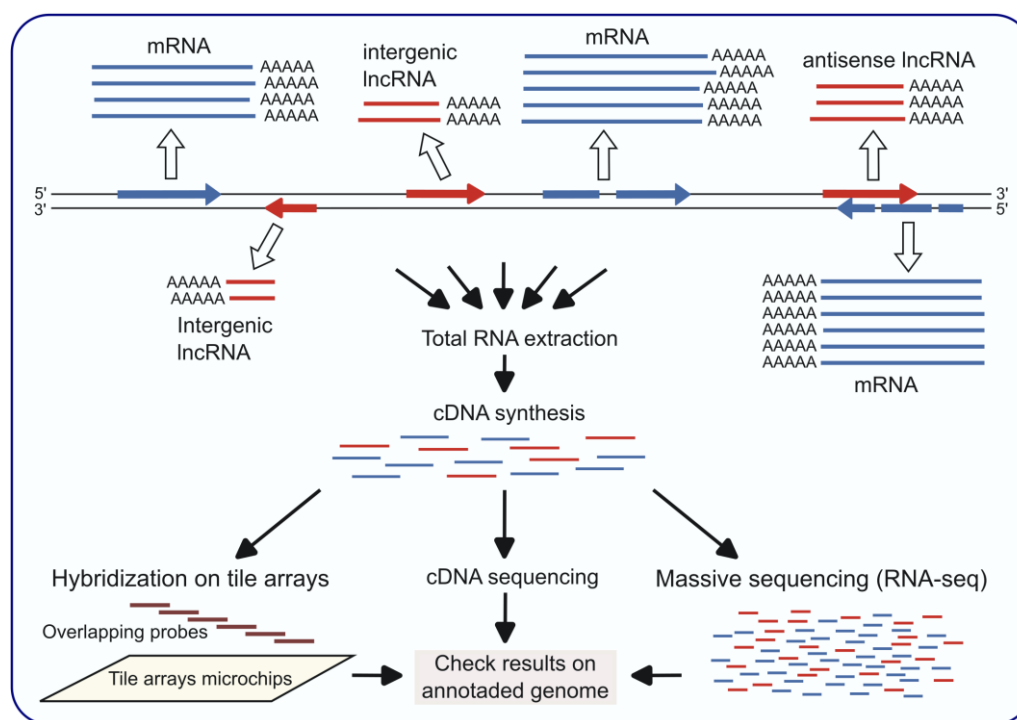 mRNA
AAAAA
AAAAA
AAAAA
AAAAA
intergenic
lncRNA
AAAAA
AAAAA
mRNA
AAAAA
AAAAA
AAAAA
AAAAA
AAAAA
antisense lncRNA
AAAAA
AAAAA
AAAAA
5' 3'
3' 5'
AAAAA
AAAAA
Intergenic
lncRNA
AAAAA
AAAAA
AAAAA
AAAAA
AAAAA
AAAAA
mRNA
Total RNA extraction
cDNA synthesis
Hybridization on tile arrays
Overlapping probes
Tile arrays microchips
cDNA sequencing
Massive sequencing (RNA-seq)
Check results on
annotaded genome